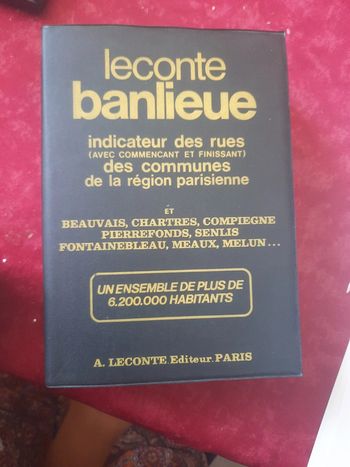 leconte
banlieue
indicateur des rues
(AVEC COMMENCANT ET FINISSANT)
des communes
de la région parisienne
ET
BEAUVAIS, CHARTRES, COMPIEGNE
PIERREFONDS, SENLIS
FONTAINEBLEAU, MEAUX, MELUN...
UN ENSEMBLE DE PLUS DE
6.200.000 HABITANTS
A. LECONTE Editeur. PARIS